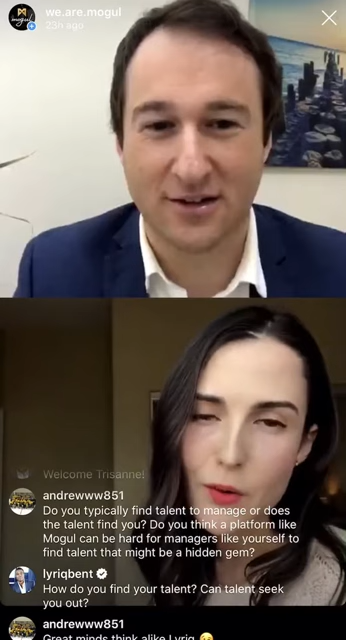 we.are.mogul
23h ago
mogul
Welcome Trisanne!
andrewww851
Do you typically find talent to manage or does
the talent find you? Do you think a platform like
Mogul can be hard for managers like yourself to
find talent that might be a hidden gem?
lyriqbent
How do you find your talent? Can talent seek
you out?
andrewww851
Great minds think alike Lyriq